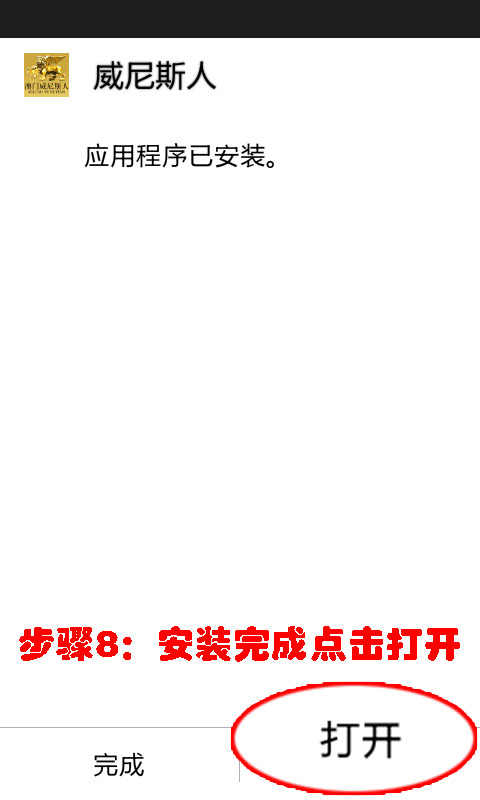 澳门威尼斯人
威尼斯人
应用程序已安装。
步骤8：安装完成点击打开
打开
完成